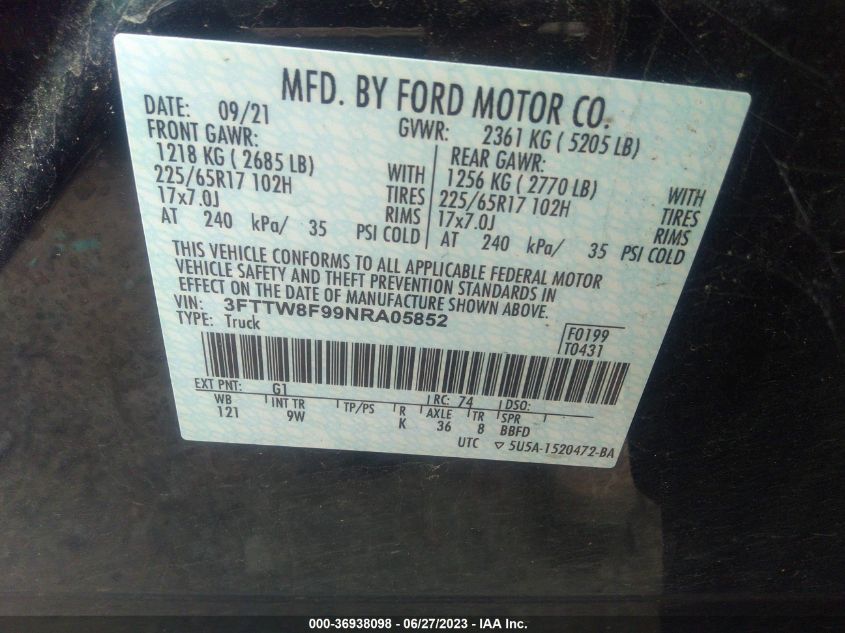 MFD. BY FORD MOTOR CO.
DATE: 09/21
GVWR: 2361 KG ( 5205 LB)
FRONT GAWR:
1218 KG ( 2685 LB) WITH
225/65R17 102H TIRES
17x7.0J RIMS
AT 240 kPa/ 35 PSI COLD
REAR GAWR:
1256 KG ( 2770 LB) WITH
225/65R17 102H TIRES
17x7.0J RIMS
AT 240 kPa/ 35 PSI COLD
THIS VEHICLE CONFORMS TO ALL APPLICABLE FEDERAL MOTOR
VEHICLE SAFETY AND THEFT PREVENTION STANDARDS IN
EFFECT ON THE DATE OF MANUFACTURE SHOWN ABOVE.
VIN: 3FTTW8F99NRA05852
TYPE: Truck
F0199
T0431
EXT PNT: G1 RC: 74 DSO:
WB INT TR TP/PS R AXLE TR SPR
121 9W K 36 8 BBFD
UTC ▽ 5U5A-1520472-BA
000-36938098 - 06/27/2023 - IAA Inc.